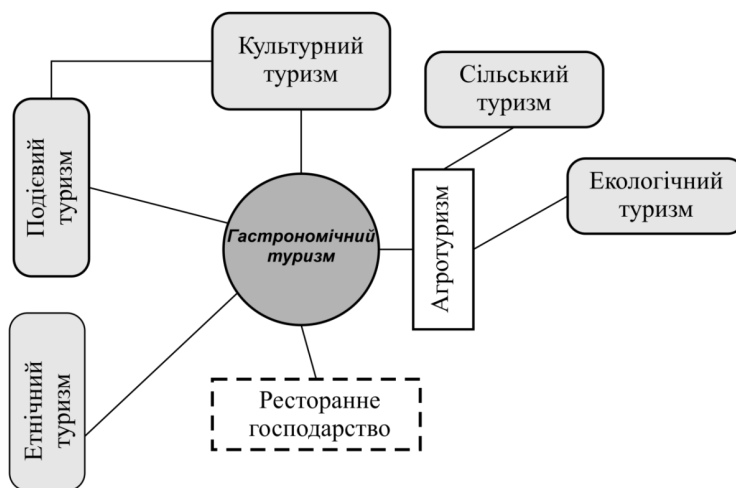 Культурний
туризм
Сільський
туризм
Подієвий
туризм
Екологічний
туризм
Гастрономічний
туризм
Агротуризм
Етнічний
туризм
Ресторанне
господарство